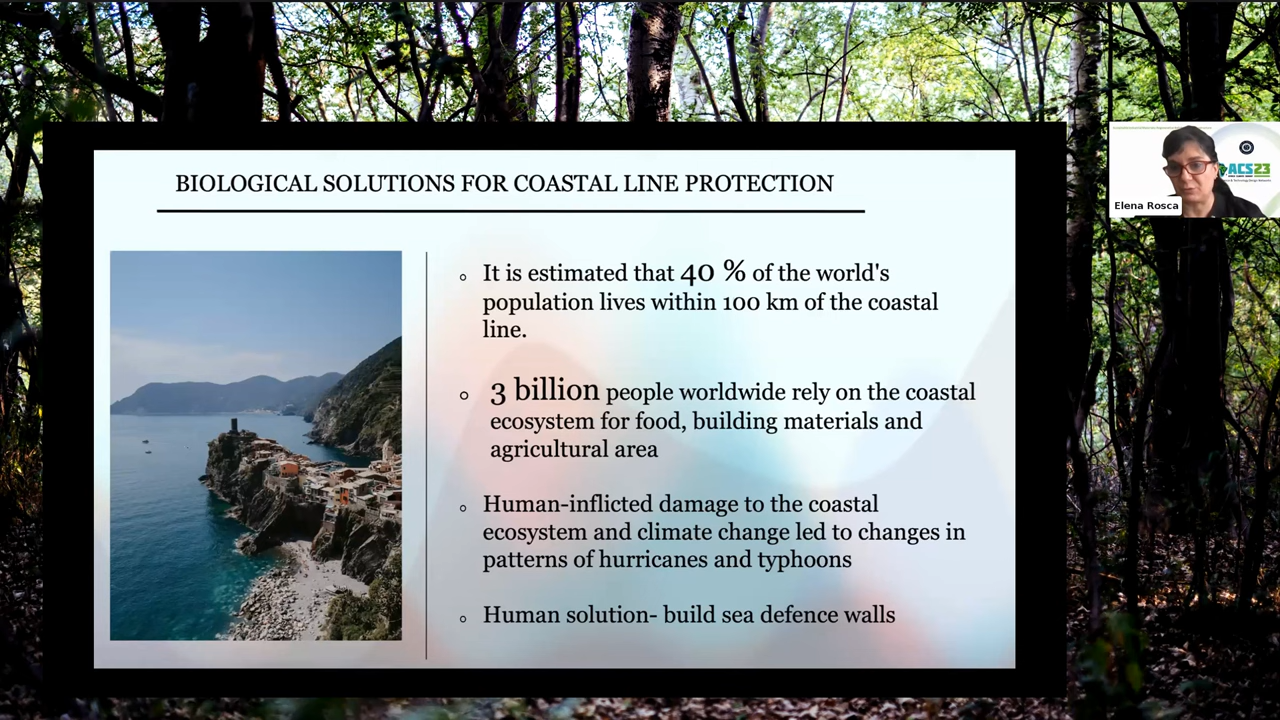 BIOLOGICAL SOLUTIONS FOR COASTAL LINE PROTECTION
It is estimated that 40 % of the world's
population lives within 100 km of the coastal
line.
3 billion people worldwide rely on the coastal
ecosystem for food, building materials and
agricultural area
Human-inflicted damage to the coastal
ecosystem and climate change led to changes in
patterns of hurricanes and typhoons
Human solution- build sea defence walls
ACS23
Elena Rosca